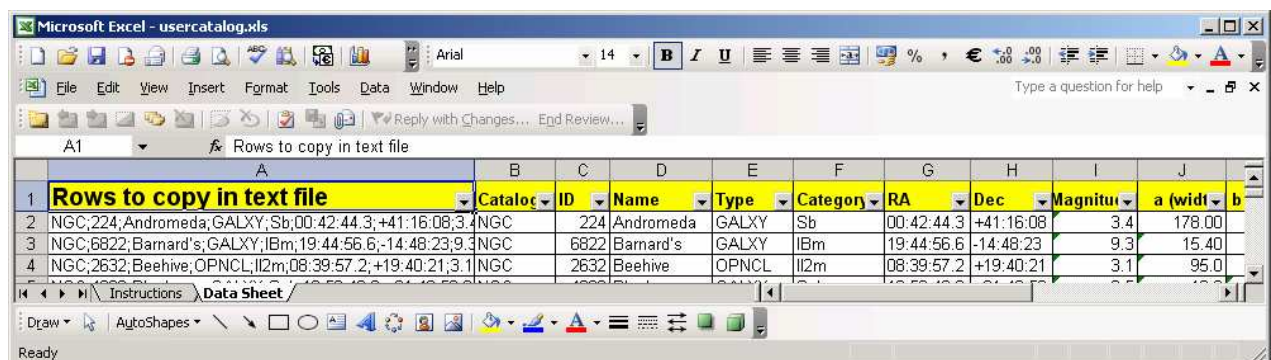 Microsoft Excel - usercatalog.xls
Arial 14 B I U % , €
File Edit View Insert Format Tools Data Window Help Type a question for help
Reply with Changes... End Review...
A1 fx Rows to copy in text file
A B C D E F G H I J
1 Rows to copy in text file Catalog ID Name Type Category RA Dec Magnitu a (widt b
2 NGC;224;Andromeda;GALXY;Sb;00:42:44.3;+41:16:08;3.4 NGC 224 Andromeda GALXY Sb 00:42:44.3 +41:16:08 3.4 178.00
3 NGC;6822;Barnard's;GALXY;IBm;19:44:56.6;-14:48:23;9.3 NGC 6822 Barnard's GALXY IBm 19:44:56.6 -14:48:23 9.3 15.40
4 NGC;2632;Beehive;OPNCL;II2m;08:39:57.2;+19:40:21;3.1 NGC 2632 Beehive OPNCL II2m 08:39:57.2 +19:40:21 3.1 95.0
Instructions Data Sheet
Draw AutoShapes
Ready